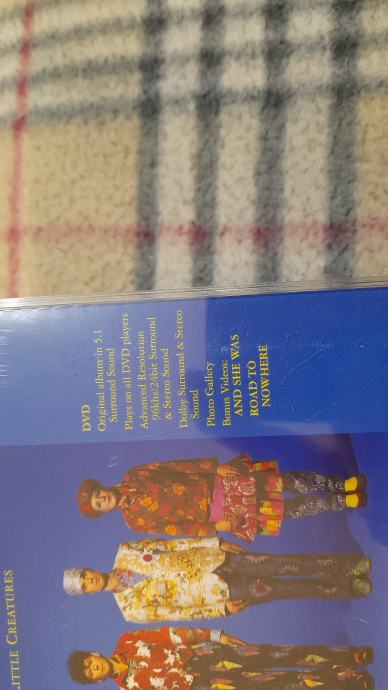 LITTLE CREATURES
DVD
Original album in 5.1
Surround Sound
Plays on all DVD players
Advanced Resolution
96khz/24bit Surround
& Stereo Sound
Dolby Surround & Stereo
Sound
Photo Gallery
Bonus Videos:
AND SHE WAS
ROAD TO
NOWHERE